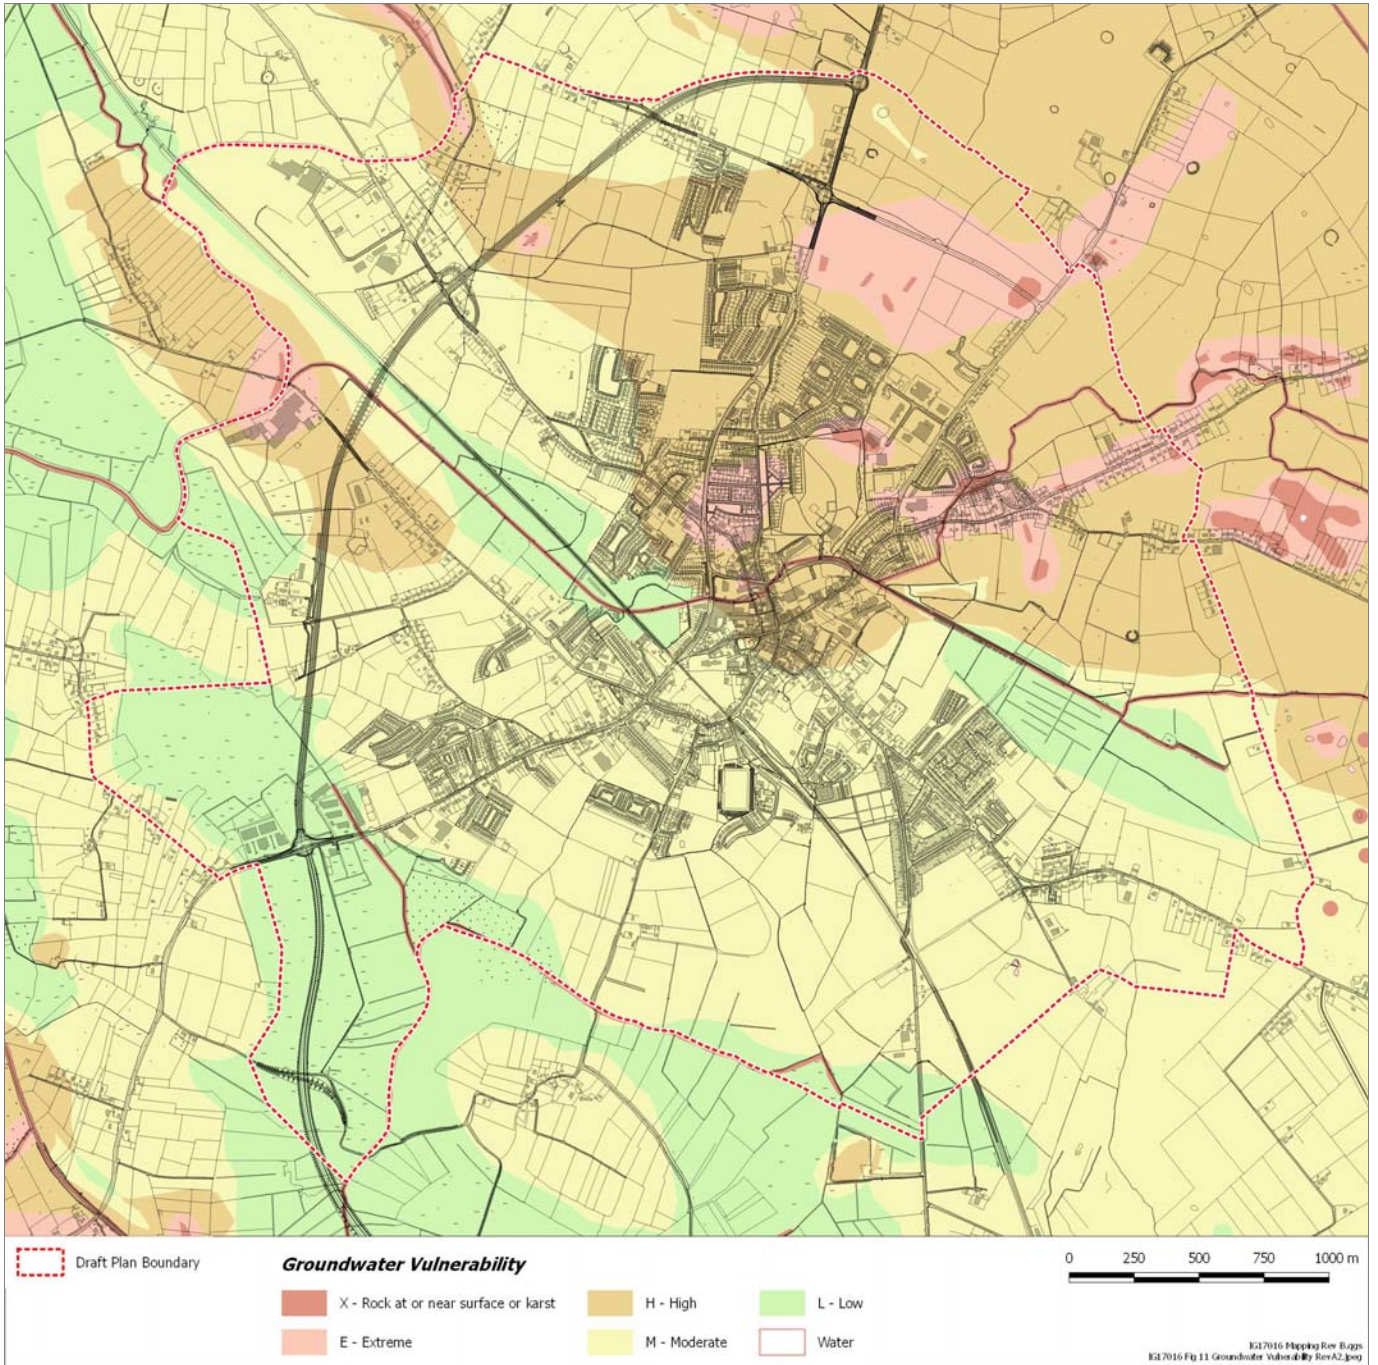 Draft Plan Boundary
Groundwater Vulnerability
X - Rock at or near surface or karst
E - Extreme
H - High
M - Moderate
L - Low
Water
0 250 500 750 1000 m
IG17016 Mapping Rev B.qgs
IG17016 Fig 11 Groundwater Vulnerability RevA2.jpeg